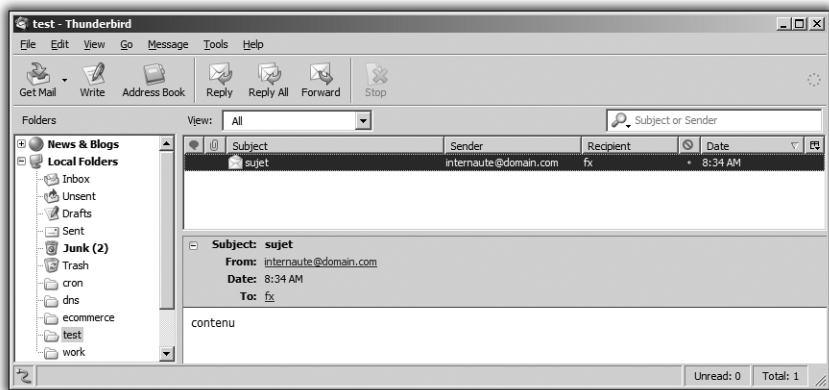 test - Thunderbird
File Edit View Go Message Tools Help
Get Mail Write Address Book Reply Reply All Forward Stop
Folders View: All Subject or Sender
News & Blogs
Local Folders
Inbox
Unsent
Drafts
Sent
Junk (2)
Trash
cron
dns
ecommerce
test
work
Subject Sender Recipient Date
sujet internaute@domain.com fx 8:34 AM
Subject: sujet
From: internaute@domain.com
Date: 8:34 AM
To: fx
contenu
Unread: 0 Total: 1